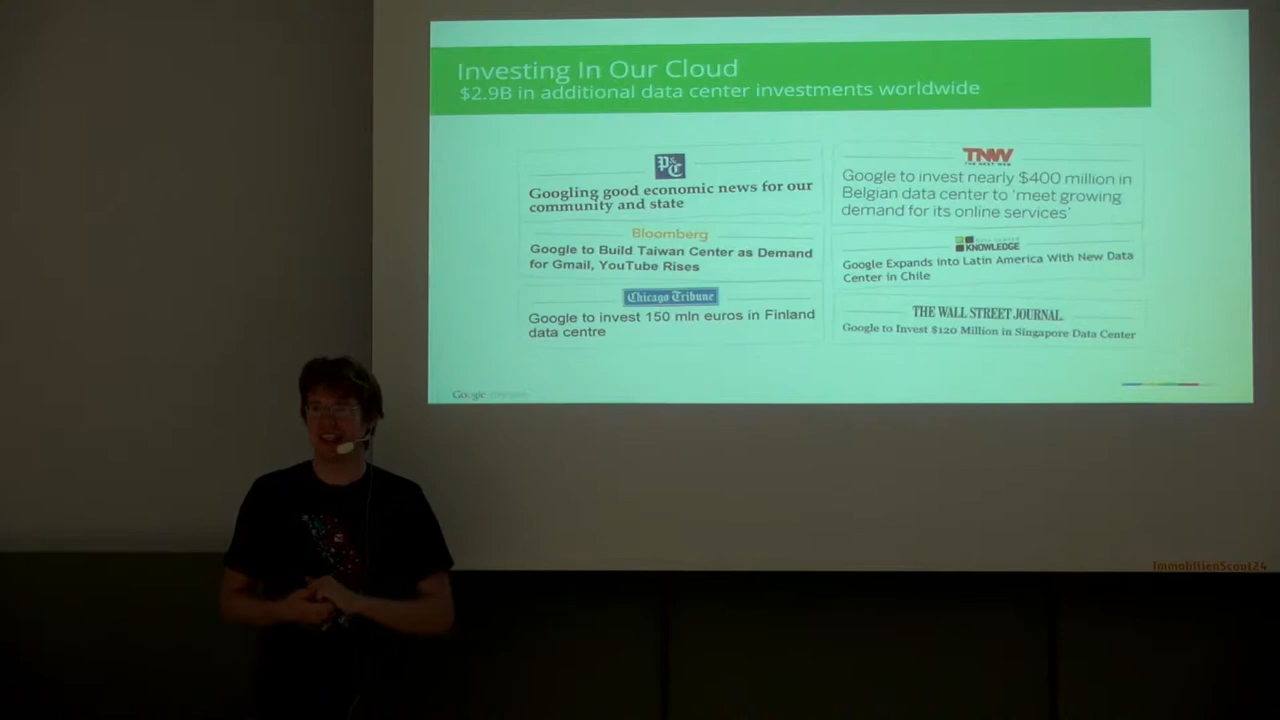 Investing In Our Cloud
$2.9B in additional data center investments worldwide
P&C
Googling good economic news for our
community and state
Bloomberg
Google to Build Taiwan Center as Demand
for Gmail, YouTube Rises
Chicago Tribune
Google to invest 150 mln euros in Finland
data centre
TNW
THE NEXT WEB
Google to invest nearly $400 million in
Belgian data center to 'meet growing
demand for its online services'
KNOWLEDGE
Google Expands into Latin America With New Data
Center in Chile
THE WALL STREET JOURNAL.
Google to Invest $120 Million in Singapore Data Center
Google
ImmobilienScout24